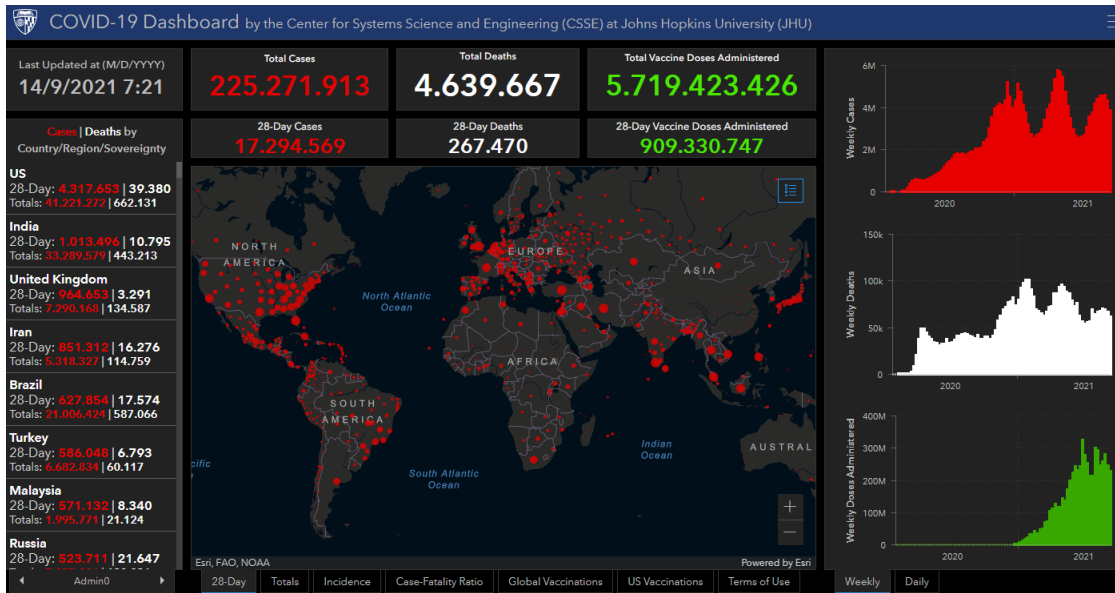 COVID-19 Dashboard by the Center for Systems Science and Engineering (CSSE) at Johns Hopkins University (JHU)
Last Updated at (M/D/YYYY)
14/9/2021 7:21
Cases | Deaths by
Country/Region/Sovereignty
US
28-Day: 4.317.653 | 39.380
Totals: 41.221.272 | 662.131
India
28-Day: 1.013.496 | 10.795
Totals: 33.289.579 | 443.213
United Kingdom
28-Day: 964.653 | 3.291
Totals: 7.290.168 | 134.587
Iran
28-Day: 851.312 | 16.276
Totals: 5.318.327 | 114.759
Brazil
28-Day: 627.854 | 17.574
Totals: 21.006.424 | 587.066
Turkey
28-Day: 586.048 | 6.793
Totals: 6.682.834 | 60.117
Malaysia
28-Day: 571.132 | 8.340
Totals: 1.995.771 | 21.124
Russia
28-Day: 523.711 | 21.647
Admin0
Total Cases
225.271.913
Total Deaths
4.639.667
Total Vaccine Doses Administered
5.719.423.426
28-Day Cases
17.294.569
28-Day Deaths
267.470
28-Day Vaccine Doses Administered
909.330.747
NORTH
AMERICA
EUROPE
ASIA
North Atlantic
Ocean
AFRICA
SOUTH
AMERICA
Indian
Ocean
AUSTRAL
cific
South Atlantic
Ocean
+
−
Esri, FAO, NOAA
Powered by Esri
28-Day
Totals
Incidence
Case-Fatality Ratio
Global Vaccinations
US Vaccinations
Terms of Use
Weekly Cases
6M
4M
2M
0
2020
2021
Weekly Deaths
150k
100k
50k
0
2020
2021
Weekly Doses Administered
400M
300M
200M
100M
0
2020
2021
Weekly
Daily